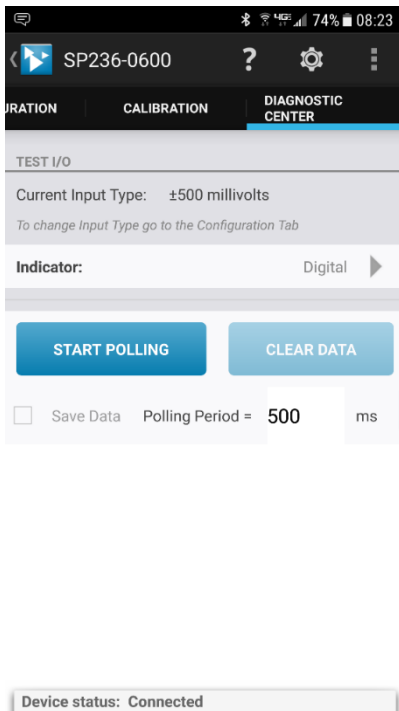 4G 74% 08:23
SP236-0600 ?
URATION CALIBRATION DIAGNOSTIC
CENTER
TEST I/O
Current Input Type: ±500 millivolts
To change Input Type go to the Configuration Tab
Indicator: Digital
START POLLING CLEAR DATA
Save Data Polling Period = 500 ms
Device status: Connected